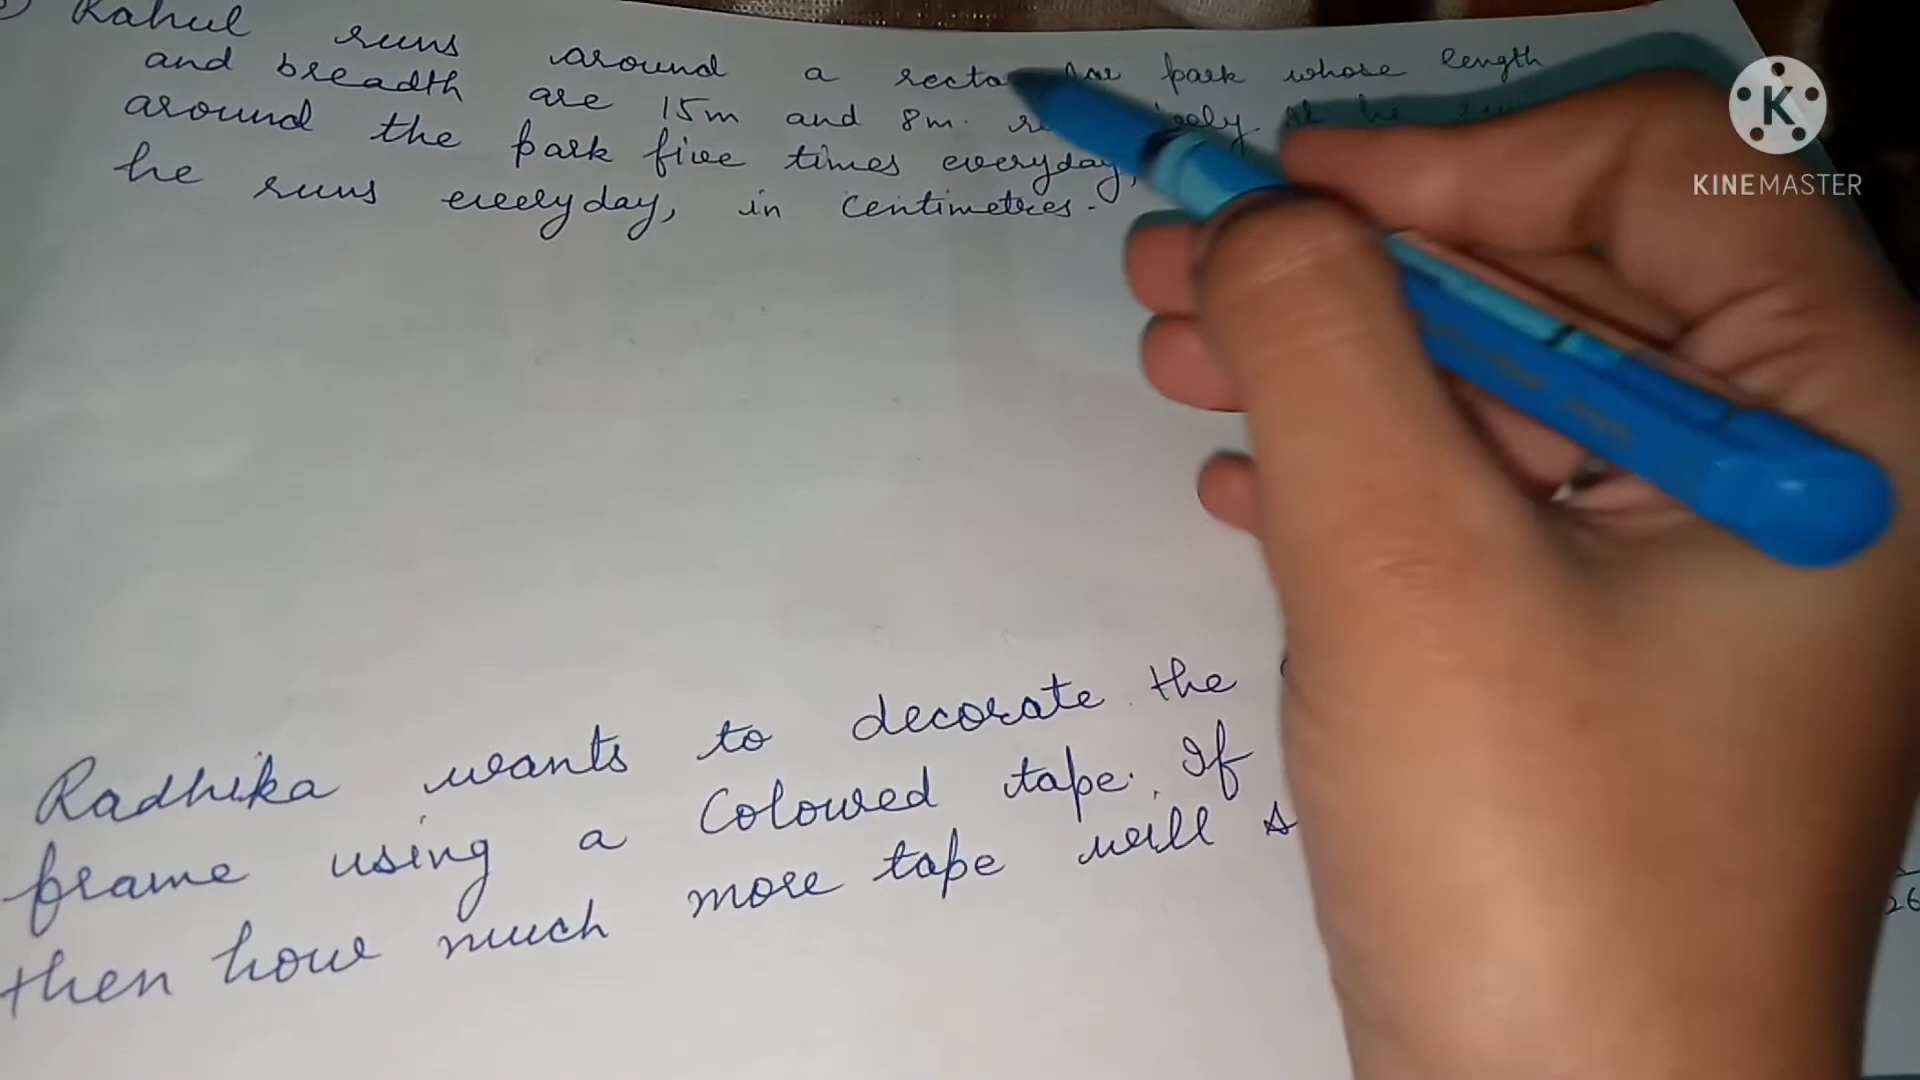 Rahul runs around a park whose length
and breadth are 15m and 8m.
around the park five times everyday,
he runs everyday, in centimetres.
Radhika wants to decorate the
frame using a coloured tape. If
then how much more tape will
26
K
KINEMASTER